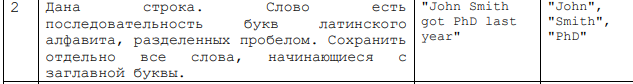 2
Дана строка. Слово есть
последовательность букв латинского
алфавита, разделенных пробелом. Сохранить
отдельно все слова, начинающиеся с
заглавной буквы.
"John Smith
got PhD last
year"
"John",
"Smith",
"PhD"